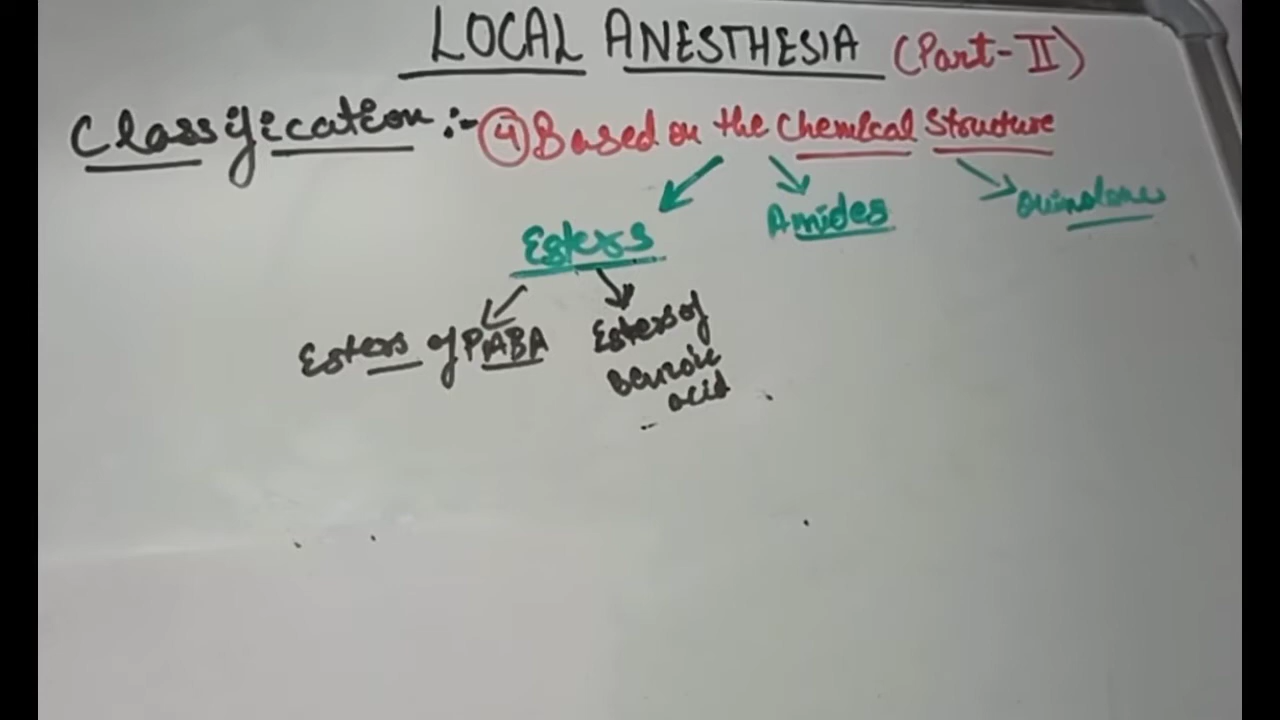 LOCAL ANESTHESIA (Part-II)
Classification :- ④ Based on the Chemical Structure
Esters
Amides
Quinolones
Esters of PABA
Esters of
Benzoic
acid